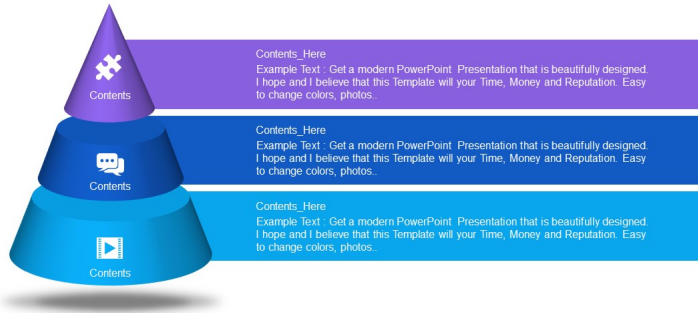 Contents_Here
Example Text : Get a modern PowerPoint Presentation that is beautifully designed.
I hope and I believe that this Template will your Time, Money and Reputation. Easy
to change colors, photos..
Contents
Contents_Here
Example Text : Get a modern PowerPoint Presentation that is beautifully designed.
I hope and I believe that this Template will your Time, Money and Reputation. Easy
to change colors, photos..
Contents
Contents_Here
Example Text : Get a modern PowerPoint Presentation that is beautifully designed.
I hope and I believe that this Template will your Time, Money and Reputation. Easy
to change colors, photos..
Contents